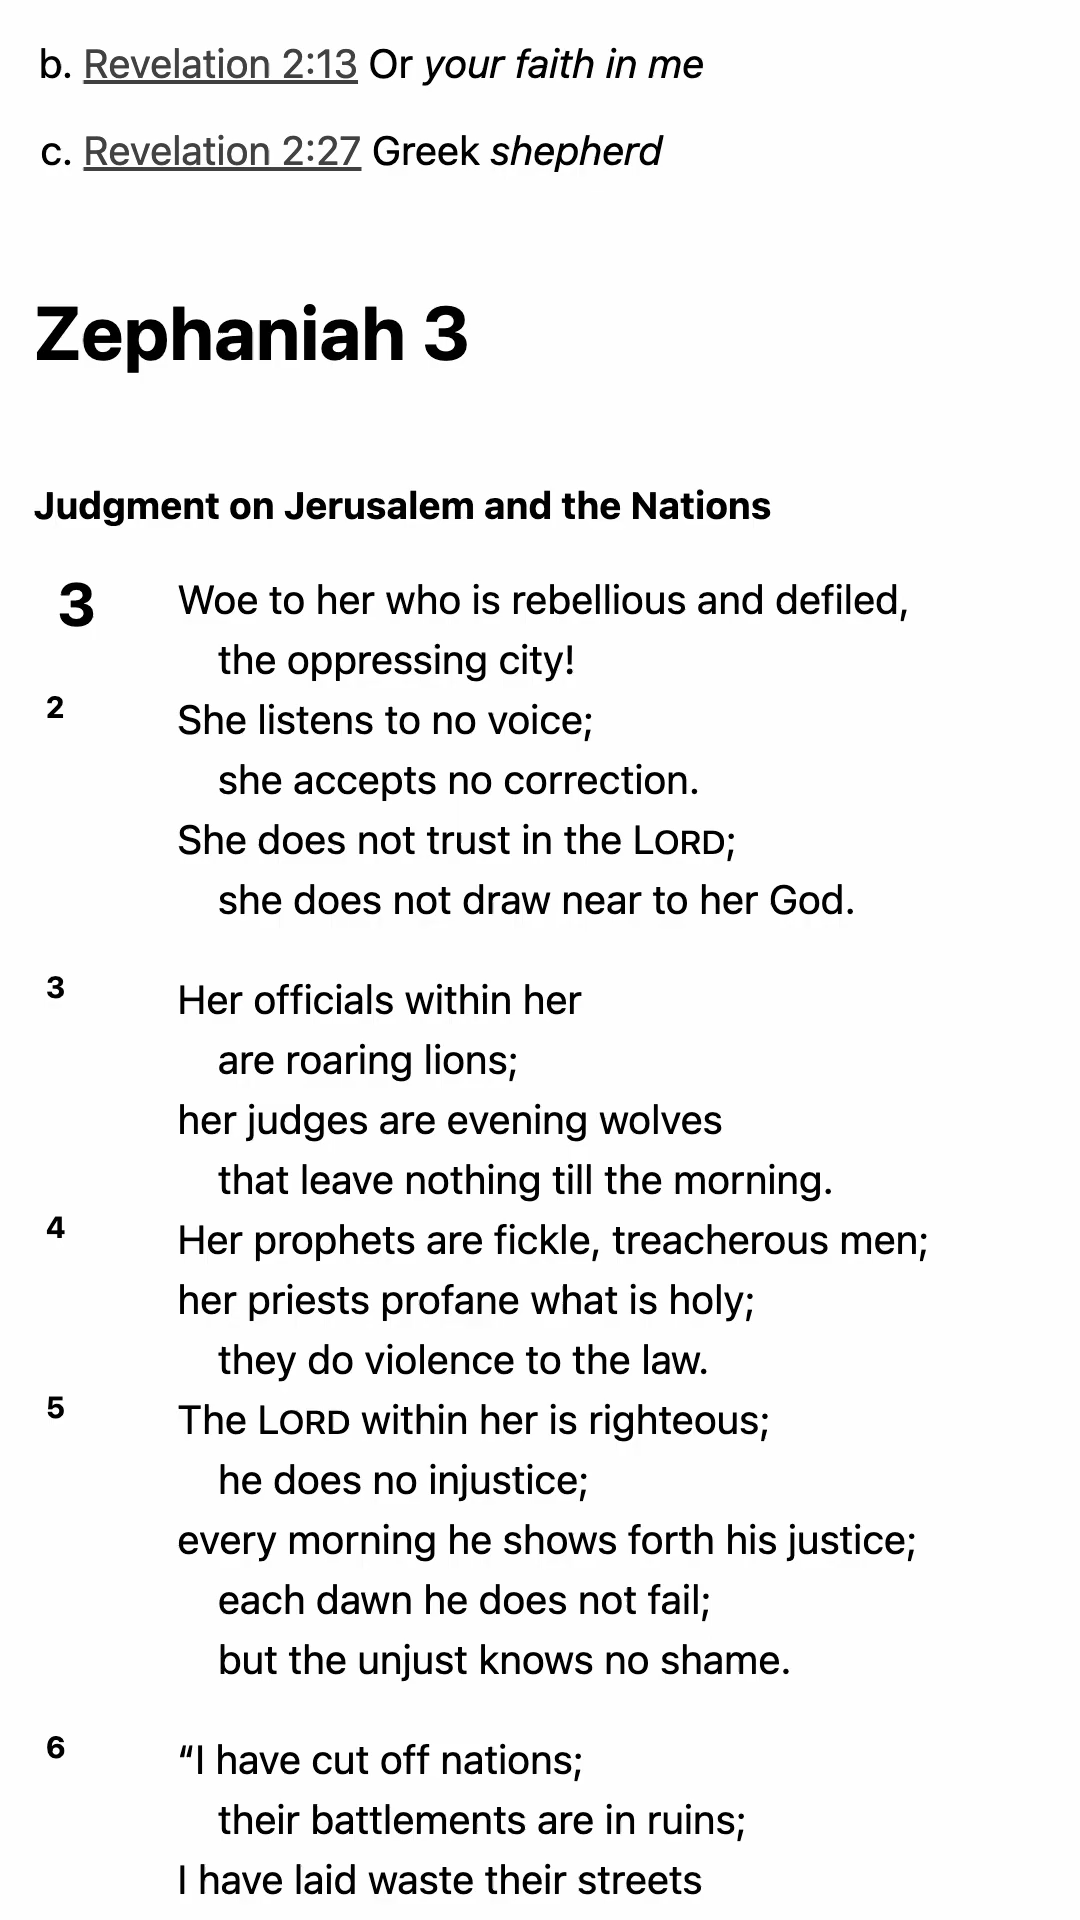 b. Revelation 2:13 Or your faith in me
c. Revelation 2:27 Greek shepherd
Zephaniah 3
Judgment on Jerusalem and the Nations
3 Woe to her who is rebellious and defiled,
the oppressing city!
2 She listens to no voice;
she accepts no correction.
She does not trust in the LORD;
she does not draw near to her God.
3 Her officials within her
are roaring lions;
her judges are evening wolves
that leave nothing till the morning.
4 Her prophets are fickle, treacherous men;
her priests profane what is holy;
they do violence to the law.
5 The LORD within her is righteous;
he does no injustice;
every morning he shows forth his justice;
each dawn he does not fail;
but the unjust knows no shame.
6 “I have cut off nations;
their battlements are in ruins;
I have laid waste their streets